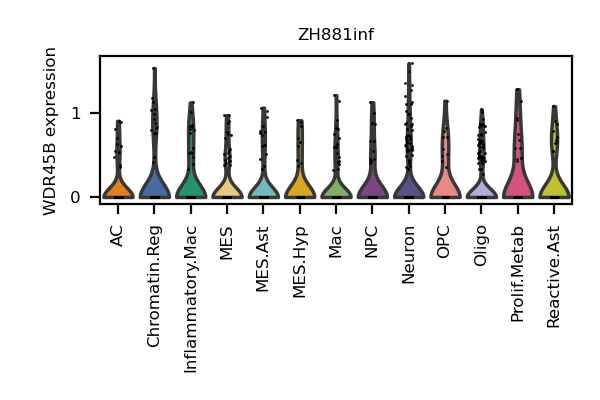 ZH881inf
WDR45B expression
1
0
AC
Chromatin.Reg
Inflammatory.Mac
MES
MES.Ast
MES.Hyp
Mac
NPC
Neuron
OPC
Oligo
Prolif.Metab
Reactive.Ast